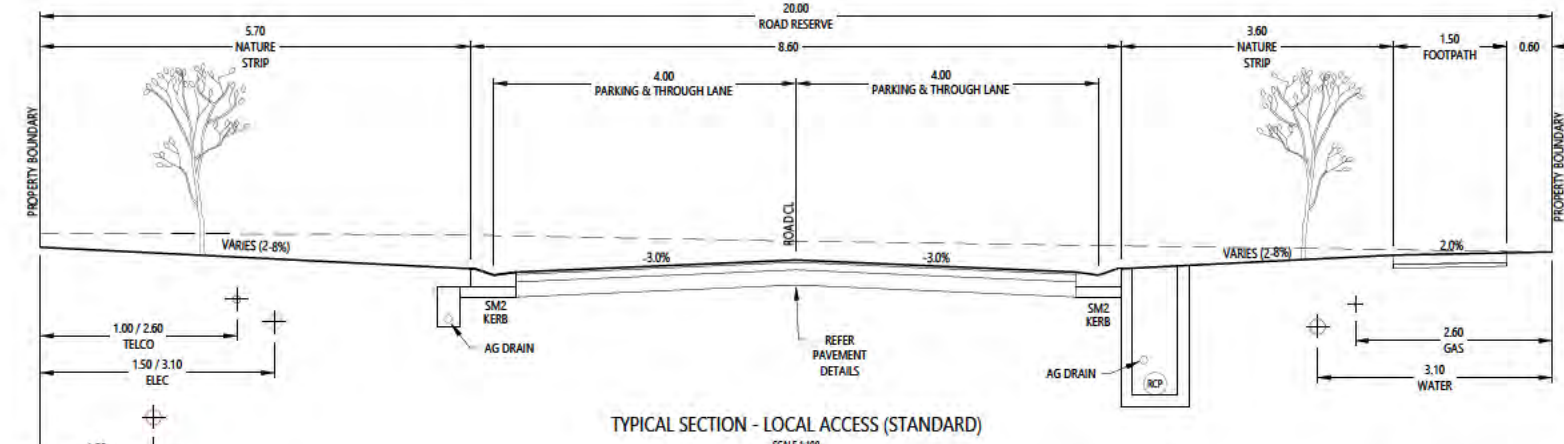 20.00
ROAD RESERVE
5.70
NATURE
STRIP
8.60
3.60
NATURE
STRIP
1.50
FOOTPATH
0.60
4.00
PARKING & THROUGH LANE
4.00
PARKING & THROUGH LANE
PROPERTY BOUNDARY
ROAD CL
PROPERTY BOUNDARY
VARIES (2-8%)
-3.0%
-3.0%
VARIES (2-8%)
2.0%
SM2
KERB
SM2
KERB
1.00 / 2.60
TELCO
1.50 / 3.10
ELEC
AG DRAIN
REFER
PAVEMENT
DETAILS
AG DRAIN
RCP
2.60
GAS
3.10
WATER
TYPICAL SECTION - LOCAL ACCESS (STANDARD)